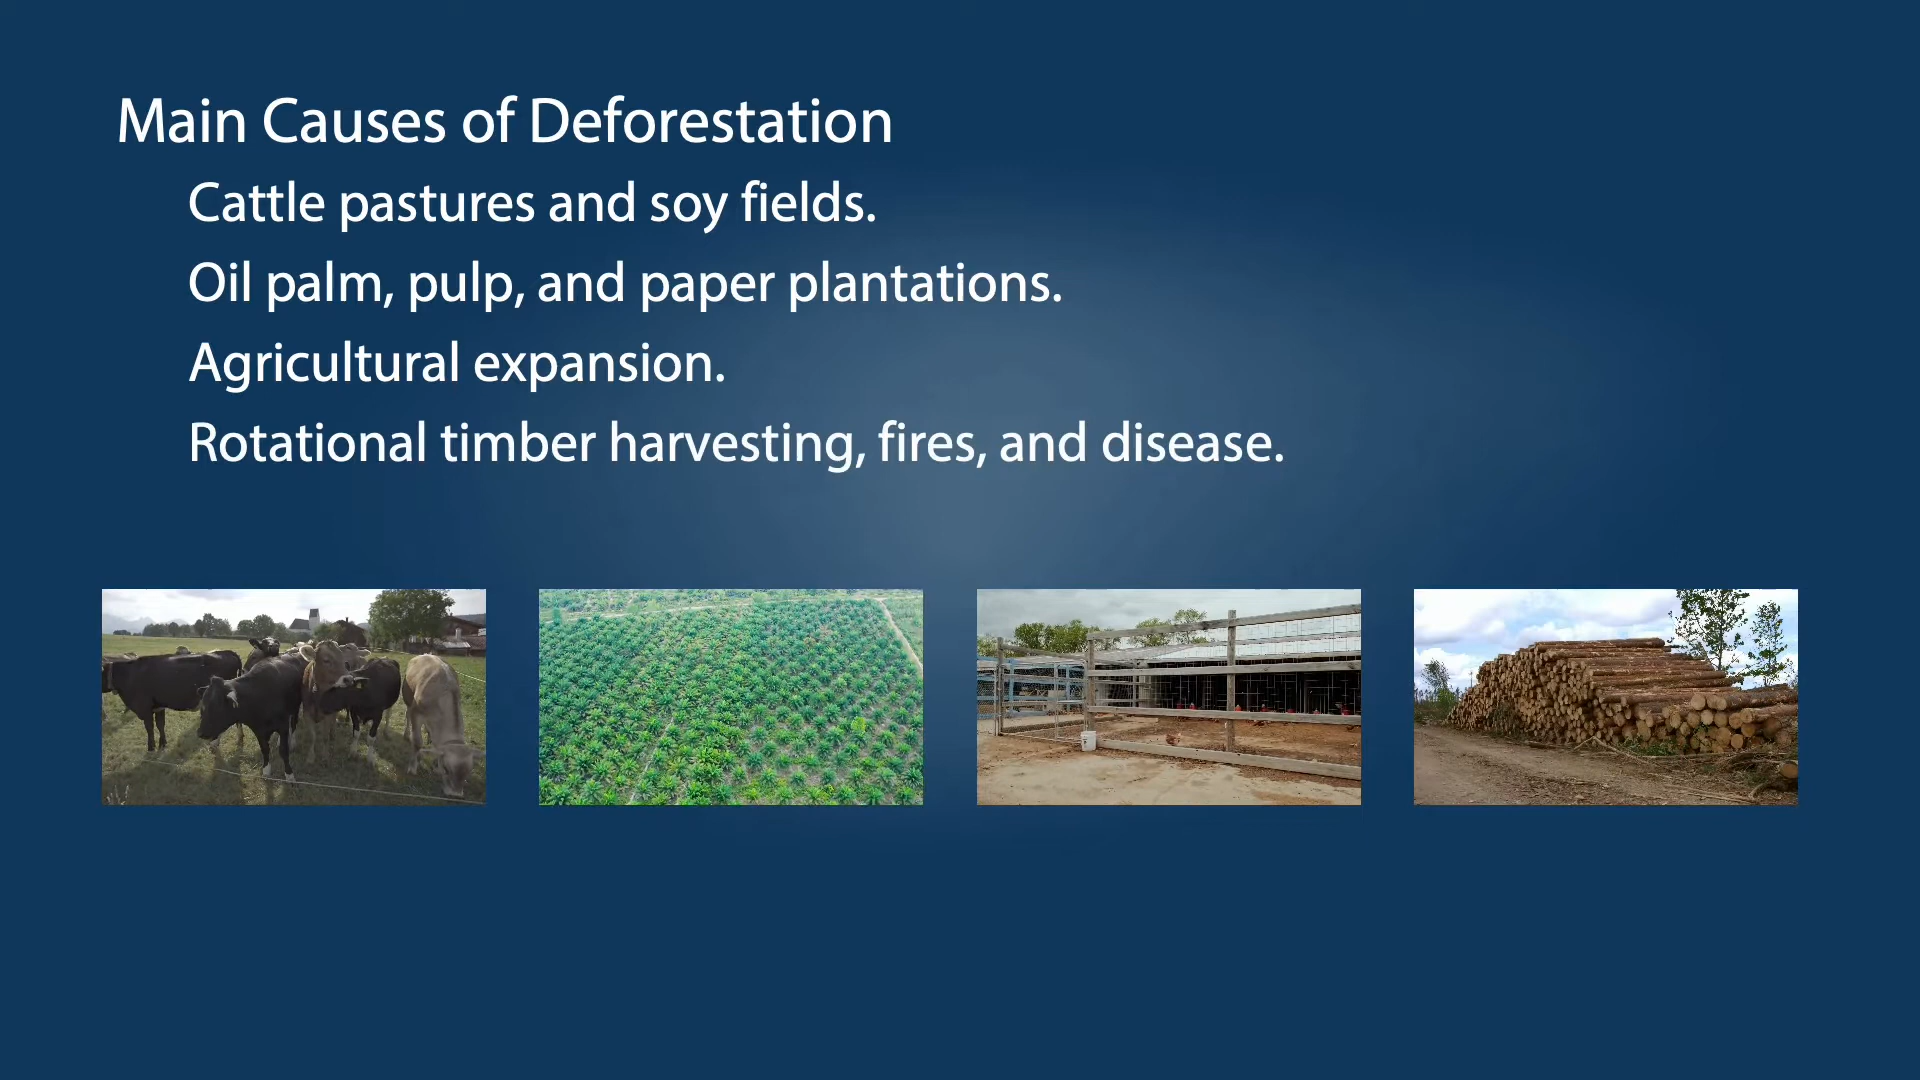 Main Causes of Deforestation
Cattle pastures and soy fields.
Oil palm, pulp, and paper plantations.
Agricultural expansion.
Rotational timber harvesting, fires, and disease.